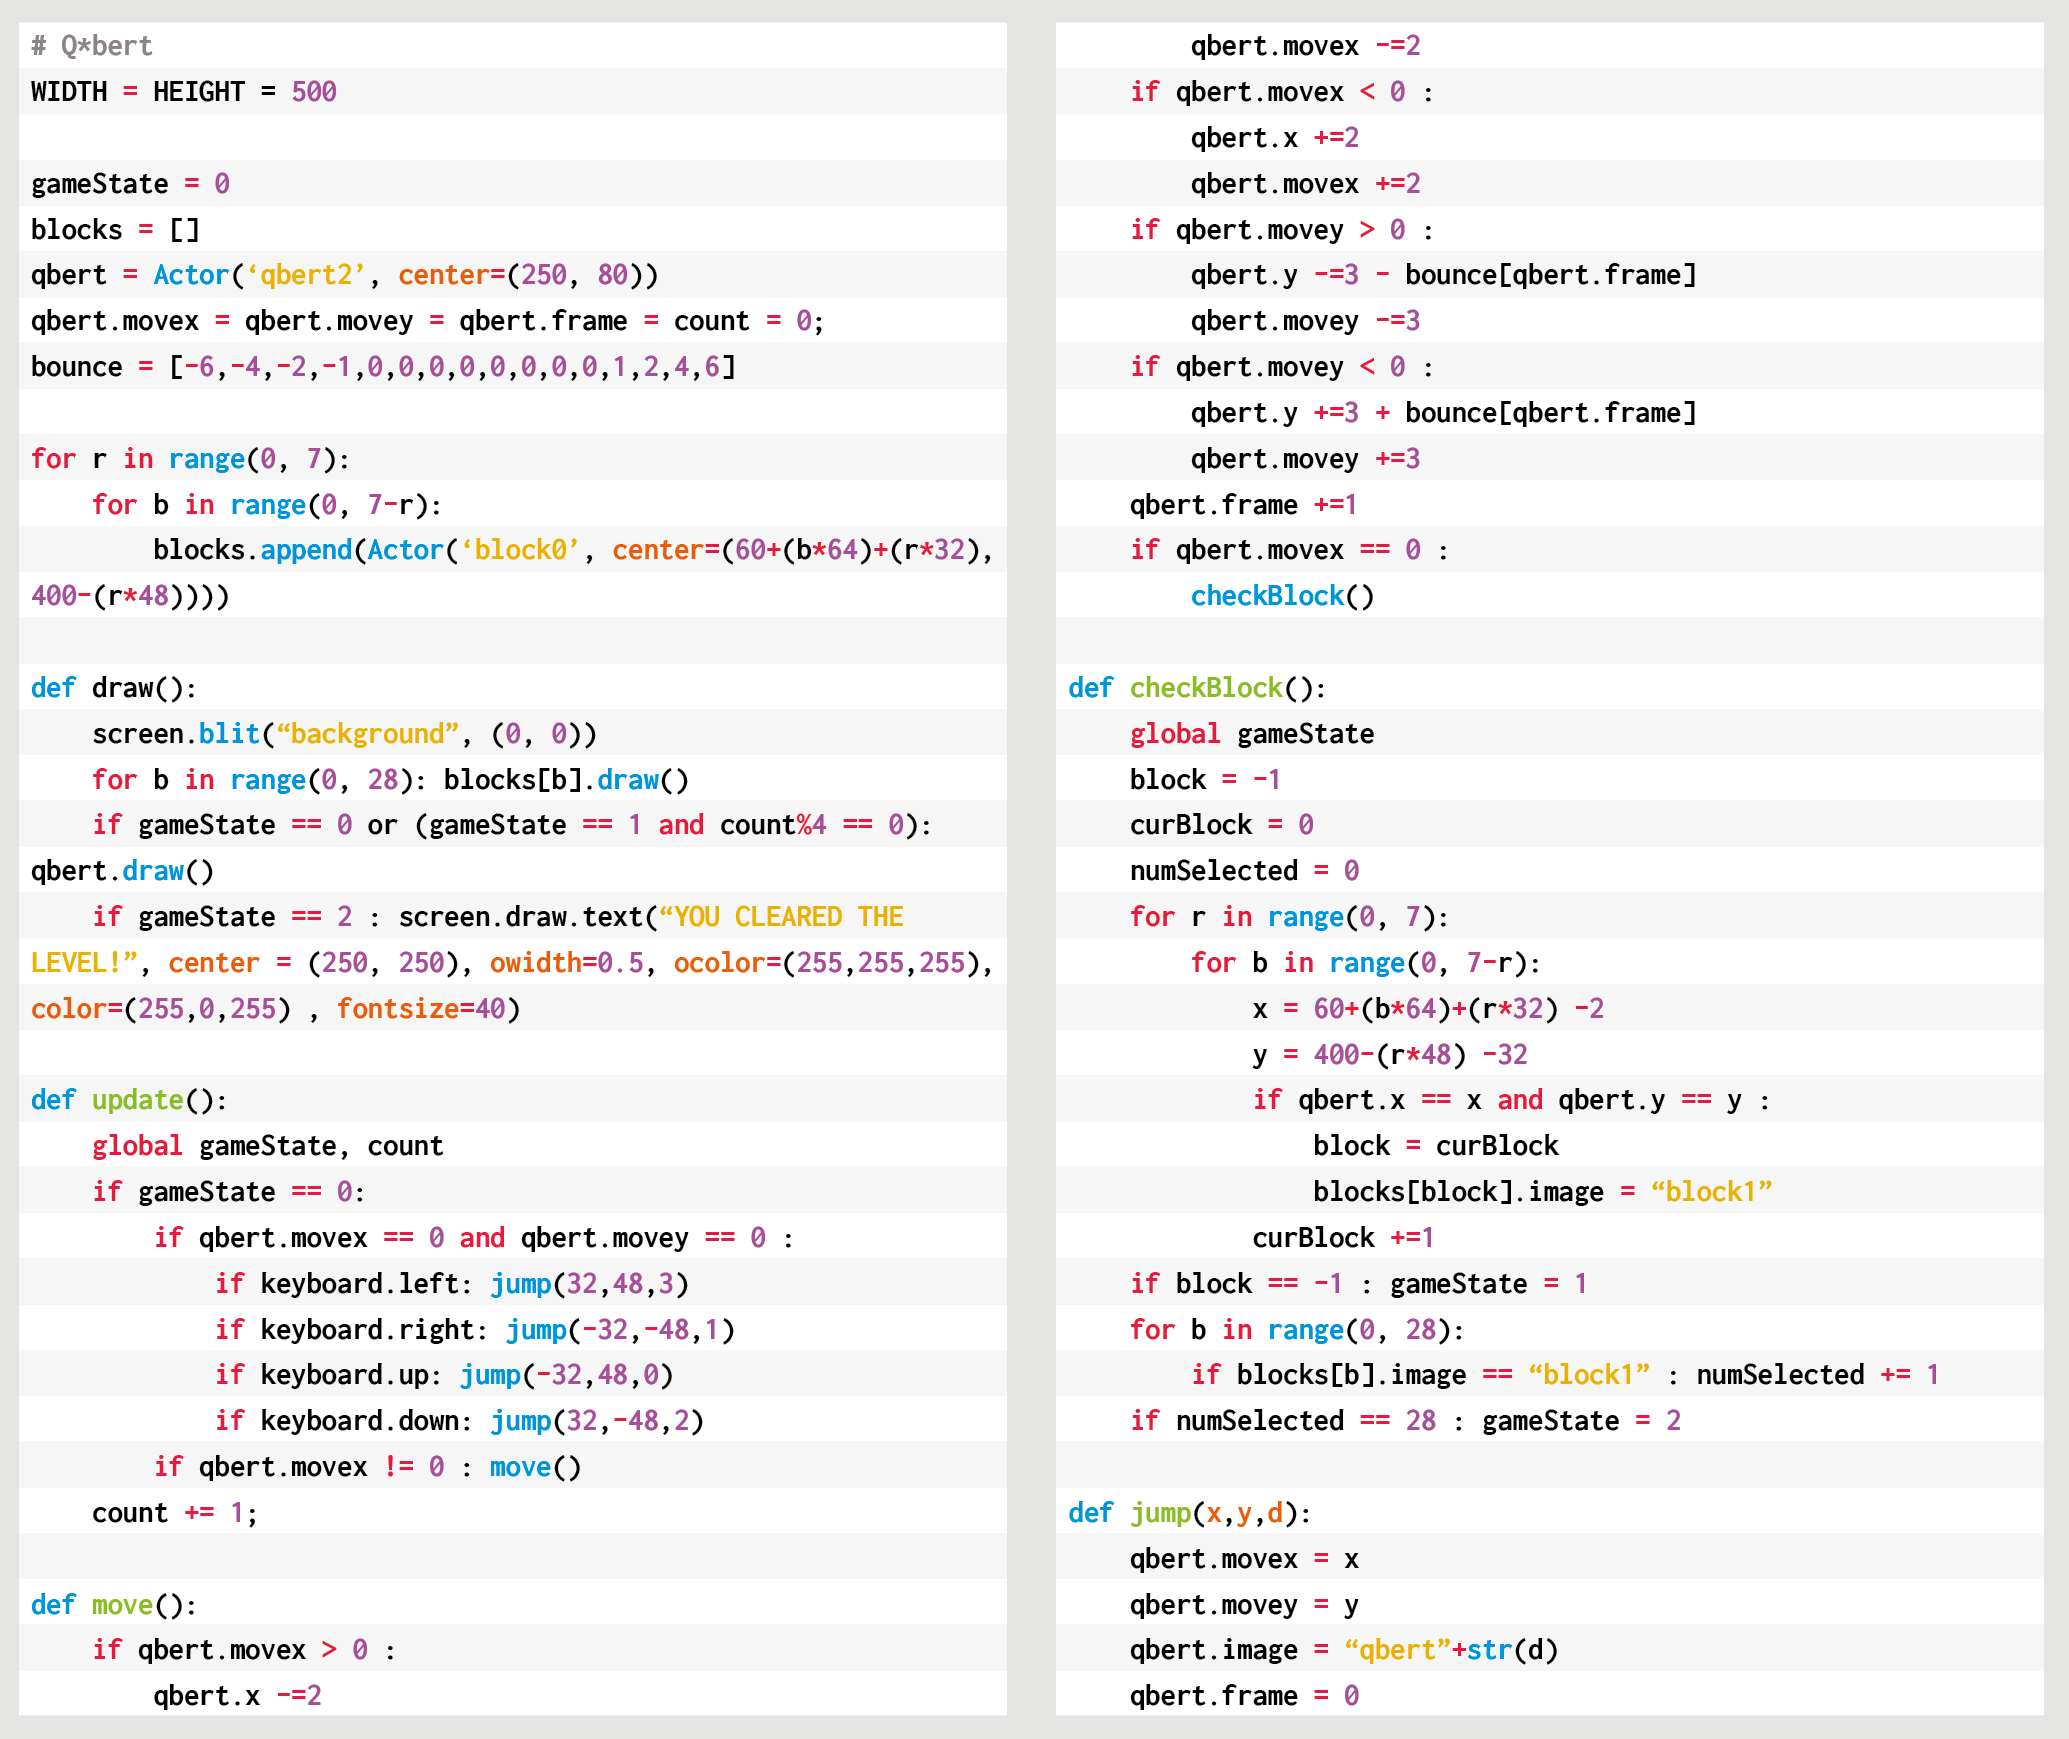 # Q*bert
WIDTH = HEIGHT = 500

gameState = 0
blocks = []
qbert = Actor(‘qbert2’, center=(250, 80))
qbert.movex = qbert.movey = qbert.frame = count = 0;
bounce = [-6,-4,-2,-1,0,0,0,0,0,0,0,0,1,2,4,6]

for r in range(0, 7):
    for b in range(0, 7-r):
        blocks.append(Actor(‘block0’, center=(60+(b*64)+(r*32),
400-(r*48))))

def draw():
    screen.blit(“background”, (0, 0))
    for b in range(0, 28): blocks[b].draw()
    if gameState == 0 or (gameState == 1 and count%4 == 0):
qbert.draw()
    if gameState == 2 : screen.draw.text(“YOU CLEARED THE
LEVEL!”, center = (250, 250), owidth=0.5, ocolor=(255,255,255),
color=(255,0,255) , fontsize=40)

def update():
    global gameState, count
    if gameState == 0:
        if qbert.movex == 0 and qbert.movey == 0 :
            if keyboard.left: jump(32,48,3)
            if keyboard.right: jump(-32,-48,1)
            if keyboard.up: jump(-32,48,0)
            if keyboard.down: jump(32,-48,2)
        if qbert.movex != 0 : move()
    count += 1;

def move():
    if qbert.movex > 0 :
        qbert.x -=2
        qbert.movex -=2
    if qbert.movex < 0 :
        qbert.x +=2
        qbert.movex +=2
    if qbert.movey > 0 :
        qbert.y -=3 - bounce[qbert.frame]
        qbert.movey -=3
    if qbert.movey < 0 :
        qbert.y +=3 + bounce[qbert.frame]
        qbert.movey +=3
    qbert.frame +=1
    if qbert.movex == 0 :
        checkBlock()

def checkBlock():
    global gameState
    block = -1
    curBlock = 0
    numSelected = 0
    for r in range(0, 7):
        for b in range(0, 7-r):
            x = 60+(b*64)+(r*32) -2
            y = 400-(r*48) -32
            if qbert.x == x and qbert.y == y :
                block = curBlock
                blocks[block].image = “block1”
            curBlock +=1
    if block == -1 : gameState = 1
    for b in range(0, 28):
        if blocks[b].image == “block1” : numSelected += 1
    if numSelected == 28 : gameState = 2

def jump(x,y,d):
    qbert.movex = x
    qbert.movey = y
    qbert.image = “qbert”+str(d)
    qbert.frame = 0